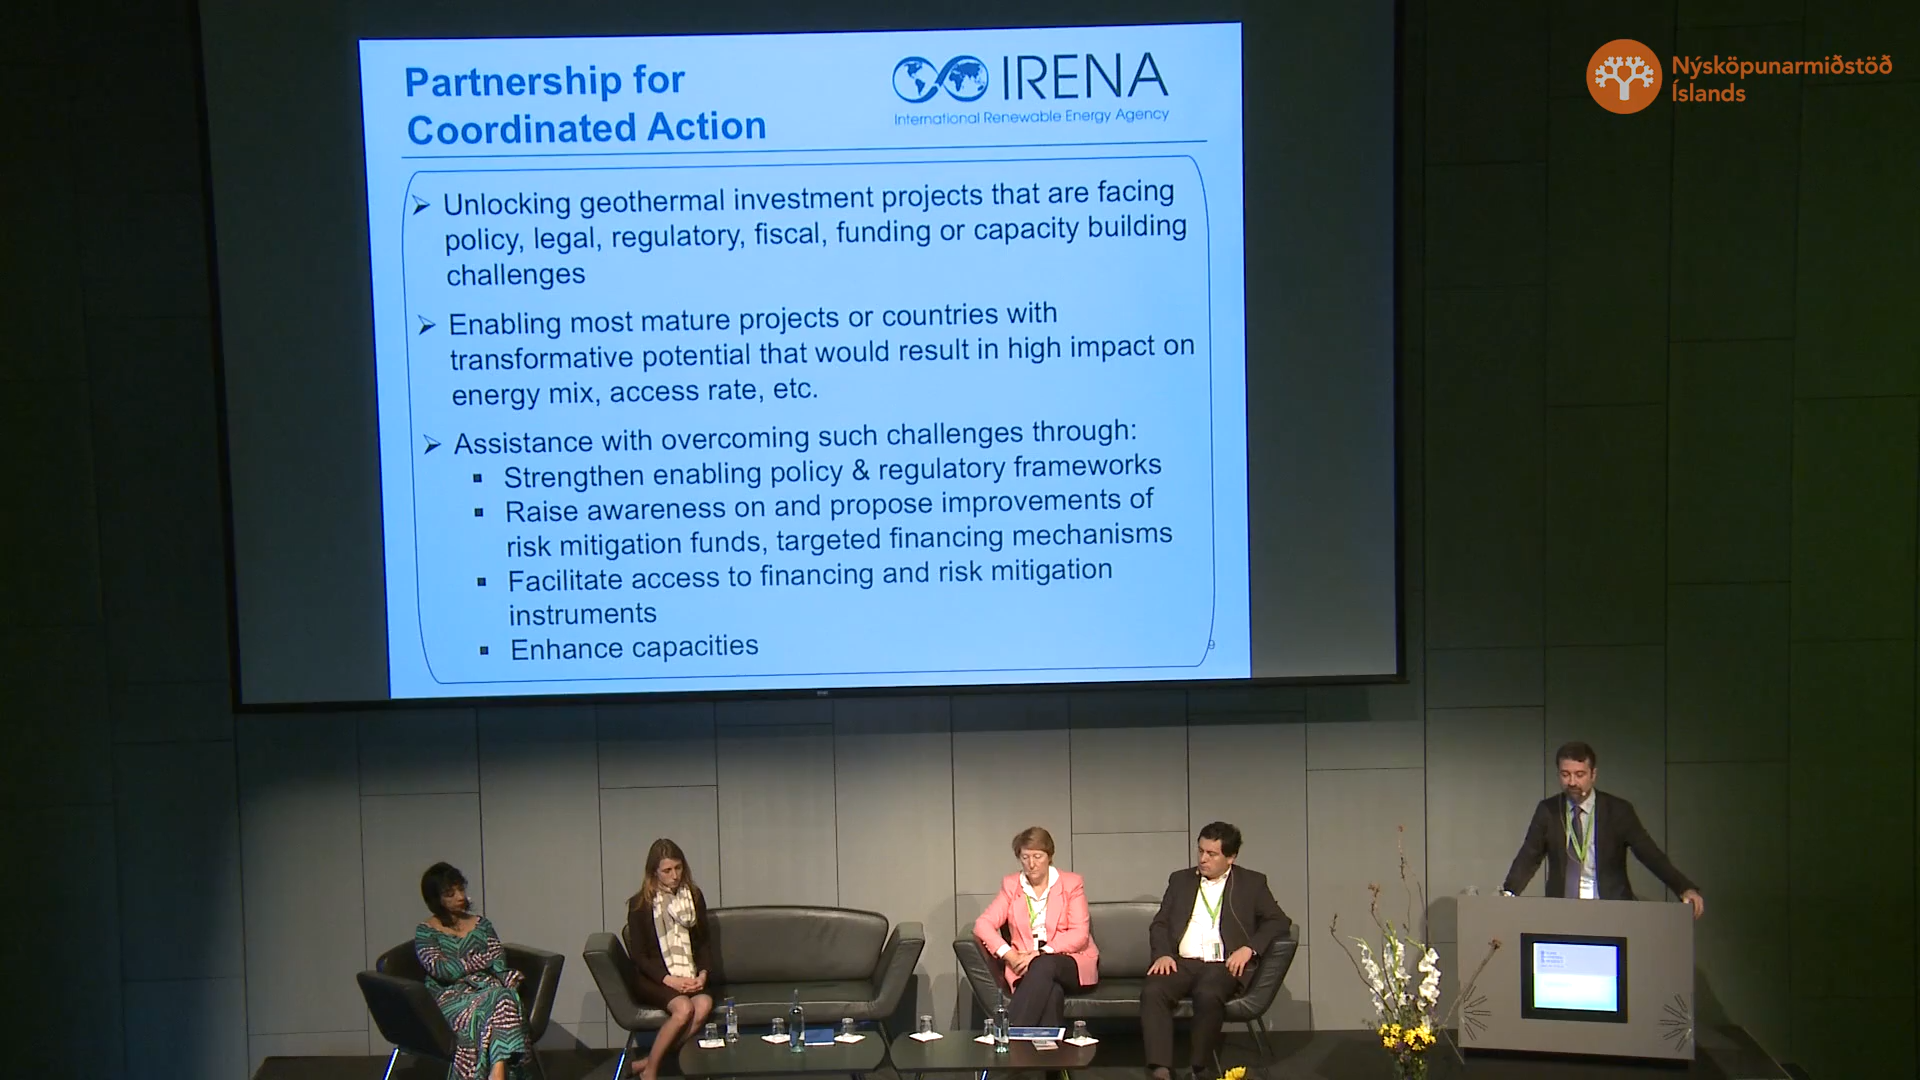 Partnership for
Coordinated Action
IRENA
International Renewable Energy Agency
Nýsköpunarmiðstöð
Íslands
Unlocking geothermal investment projects that are facing
policy, legal, regulatory, fiscal, funding or capacity building
challenges
Enabling most mature projects or countries with
transformative potential that would result in high impact on
energy mix, access rate, etc.
Assistance with overcoming such challenges through:
Strengthen enabling policy & regulatory frameworks
Raise awareness on and propose improvements of
risk mitigation funds, targeted financing mechanisms
Facilitate access to financing and risk mitigation
instruments
Enhance capacities
9